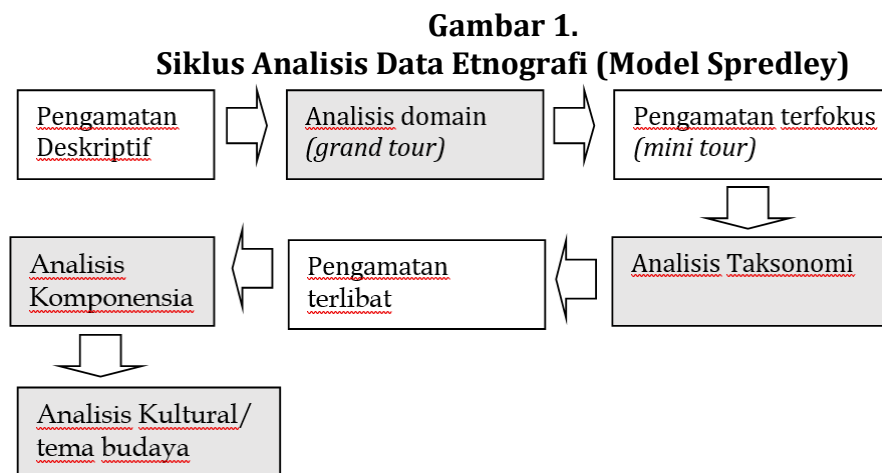 Gambar 1.
Siklus Analisis Data Etnografi (Model Spredley)
Pengamatan
Deskriptif
Analisis domain
(grand tour)
Pengamatan terfokus
(mini tour)
Analisis Taksonomi
Pengamatan
terlibat
Analisis
Komponensia
Analisis Kultural/
tema budaya